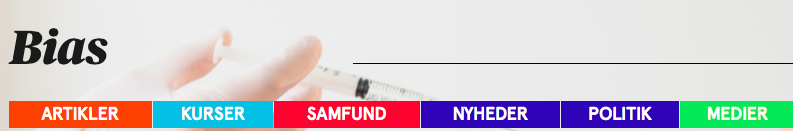 Bias
ARTIKLER KURSER SAMFUND NYHEDER POLITIK MEDIER